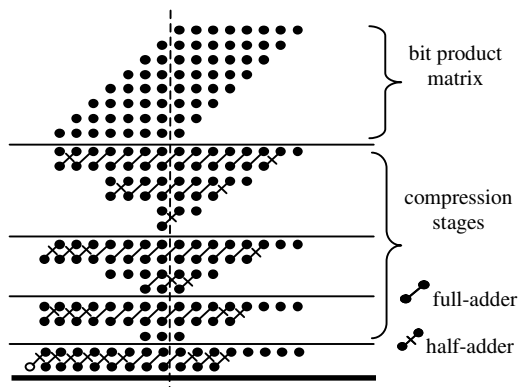 bit product
matrix
compression
stages
full-adder
half-adder